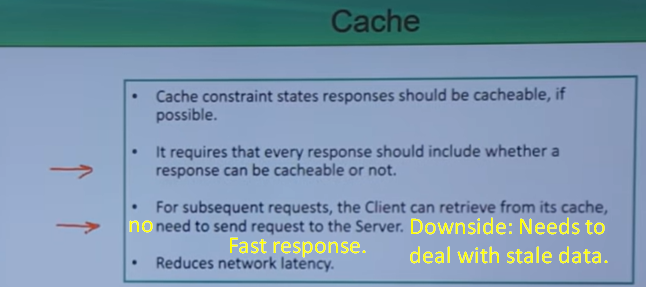 Cache
• Cache constraint states responses should be cacheable, if
possible.
• It requires that every response should include whether a
response can be cacheable or not.
• For subsequent requests, the Client can retrieve from its cache,
no need to send request to the Server.
Downside: Needs to
deal with stale data.
Fast response.
• Reduces network latency.